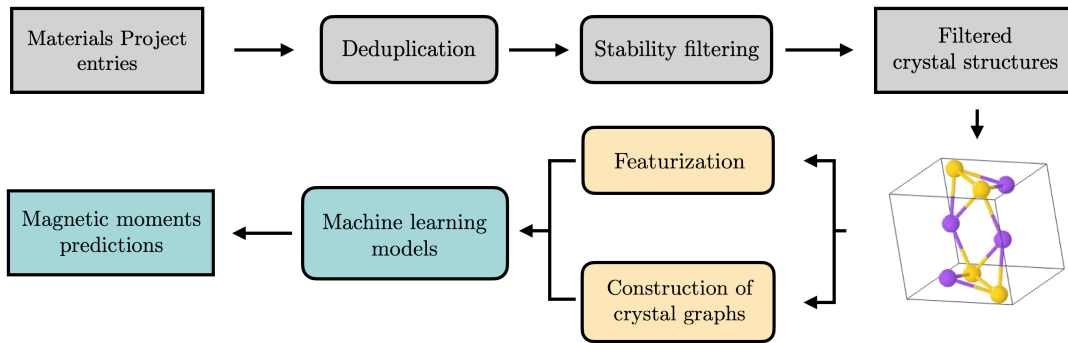 Materials Project
entries
Deduplication
Stability filtering
Filtered
crystal structures
Featurization
Construction of
crystal graphs
Machine learning
models
Magnetic moments
predictions